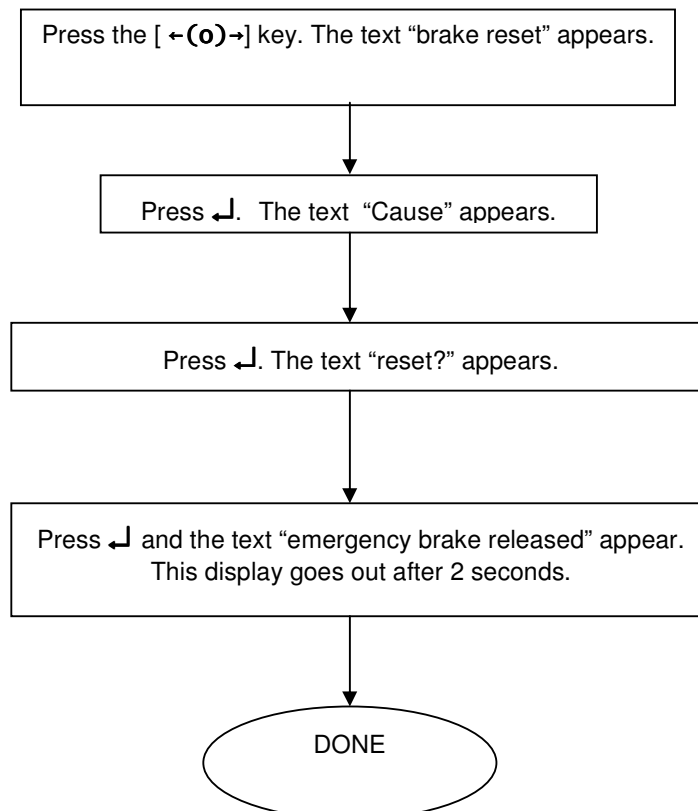 Press the [ ←(o)→] key. The text “brake reset” appears.
Press ↵. The text “Cause” appears.
Press ↵. The text “reset?” appears.
Press ↵ and the text “emergency brake released” appear.
This display goes out after 2 seconds.
DONE